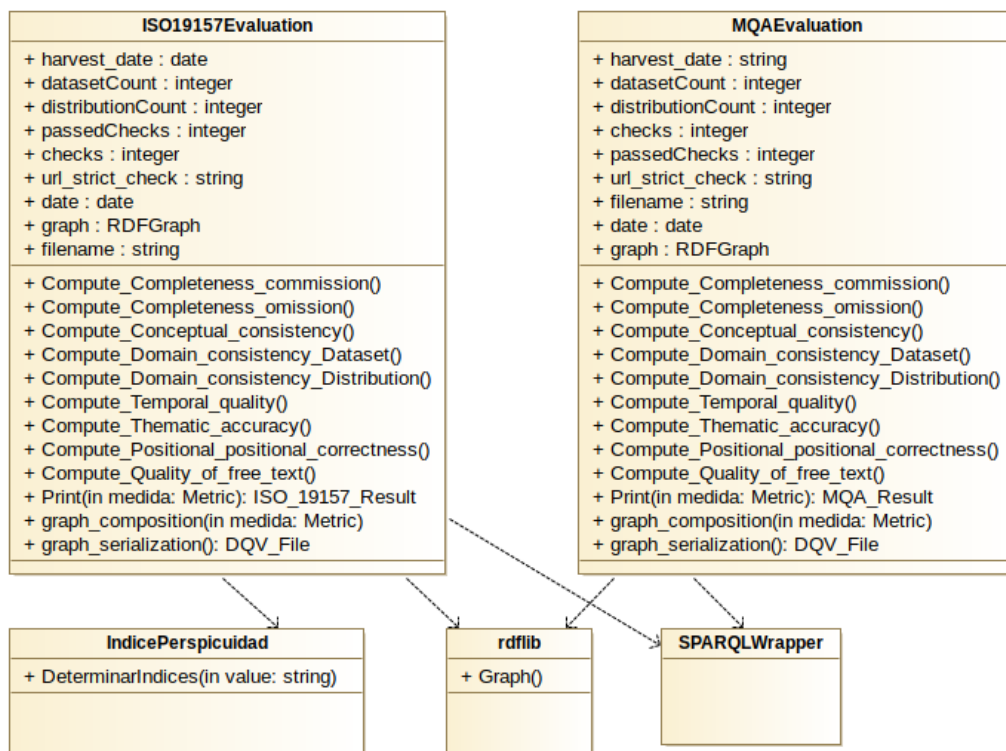 ISO19157Evaluation
+ harvest_date : date
+ datasetCount : integer
+ distributionCount : integer
+ passedChecks : integer
+ checks : integer
+ url_strict_check : string
+ date : date
+ graph : RDFGraph
+ filename : string
+ Compute_Completeness_commission()
+ Compute_Completeness_omission()
+ Compute_Conceptual_consistency()
+ Compute_Domain_consistency_Dataset()
+ Compute_Domain_consistency_Distribution()
+ Compute_Temporal_quality()
+ Compute_Thematic_accuracy()
+ Compute_Positional_positional_correctness()
+ Compute_Quality_of_free_text()
+ Print(in medida: Metric): ISO_19157_Result
+ graph_composition(in medida: Metric)
+ graph_serialization(): DQV_File
MQAEvaluation
+ harvest_date : string
+ datasetCount : integer
+ distributionCount : integer
+ checks : integer
+ passedChecks : integer
+ url_strict_check : string
+ filename : string
+ date : date
+ graph : RDFGraph
+ Compute_Completeness_commission()
+ Compute_Completeness_omission()
+ Compute_Conceptual_consistency()
+ Compute_Domain_consistency_Dataset()
+ Compute_Domain_consistency_Distribution()
+ Compute_Temporal_quality()
+ Compute_Thematic_accuracy()
+ Compute_Positional_positional_correctness()
+ Compute_Quality_of_free_text()
+ Print(in medida: Metric): MQA_Result
+ graph_composition(in medida: Metric)
+ graph_serialization(): DQV_File
IndicePerspicuidad
+ DeterminarIndices(in value: string)
rdflib
+ Graph()
SPARQLWrapper